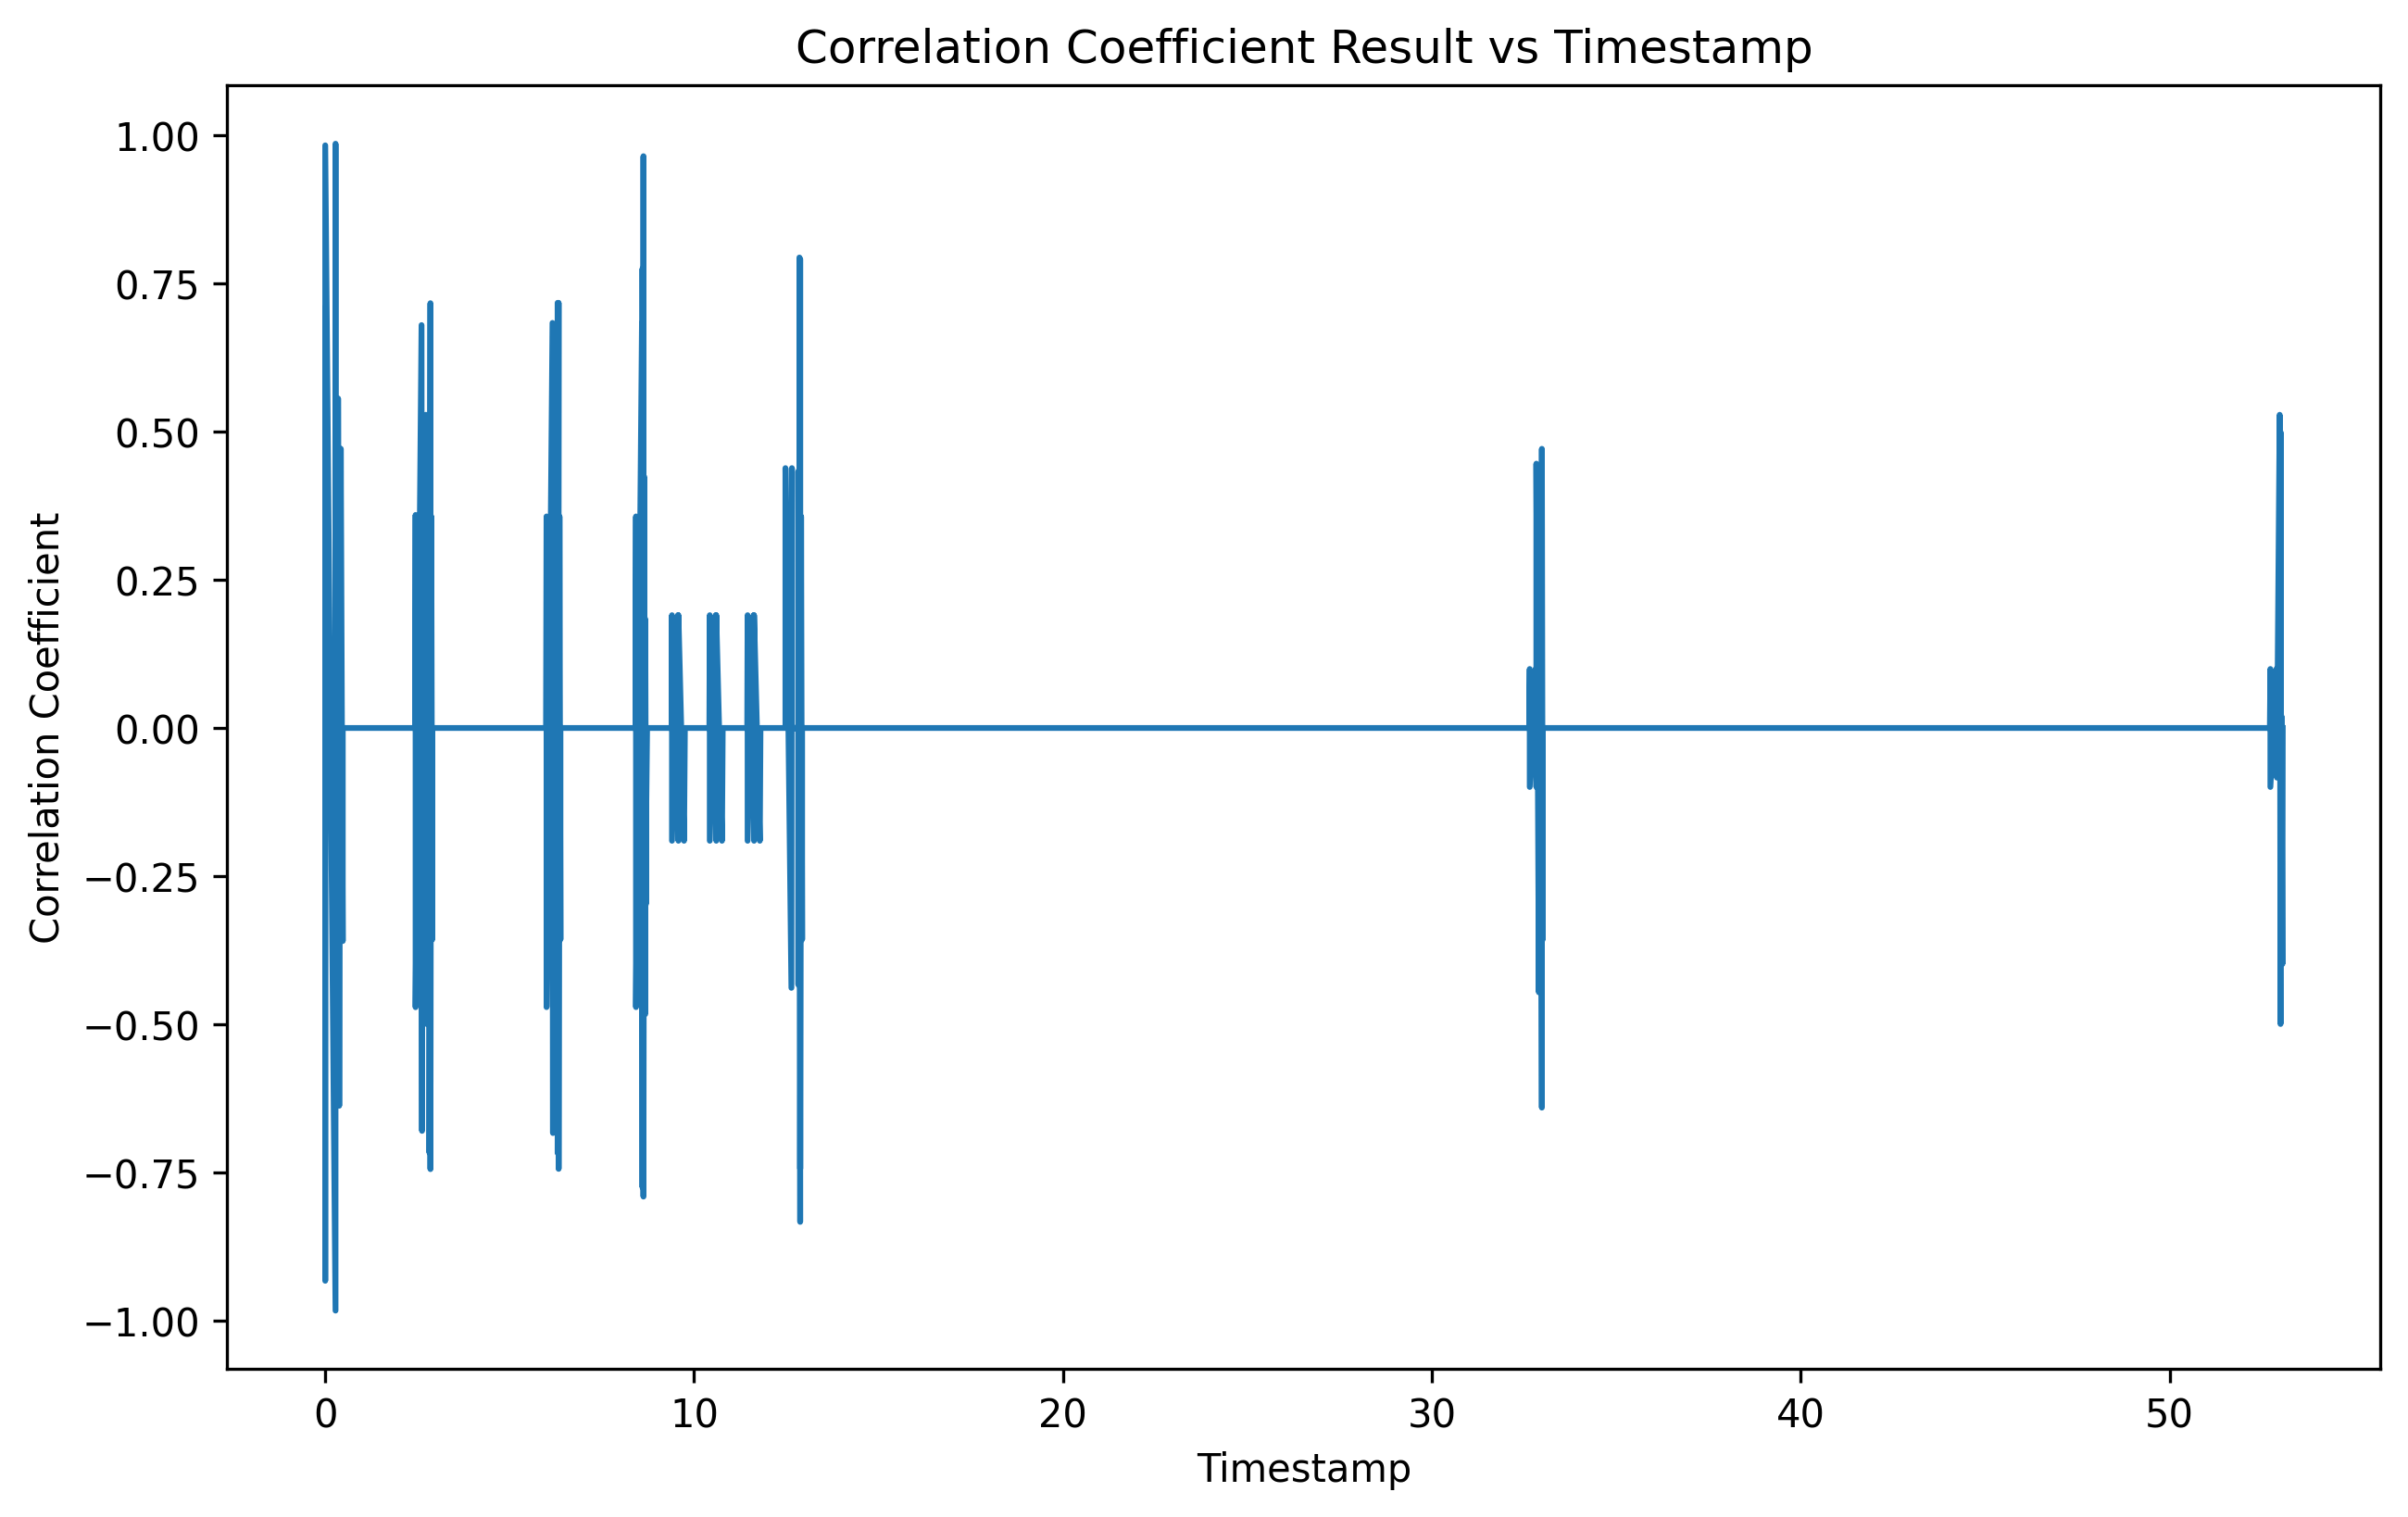 Correlation Coefficient Result vs Timestamp
Correlation Coefficient
1.00
0.75
0.50
0.25
0.00
−0.25
−0.50
−0.75
−1.00
0 10 20 30 40 50
Timestamp